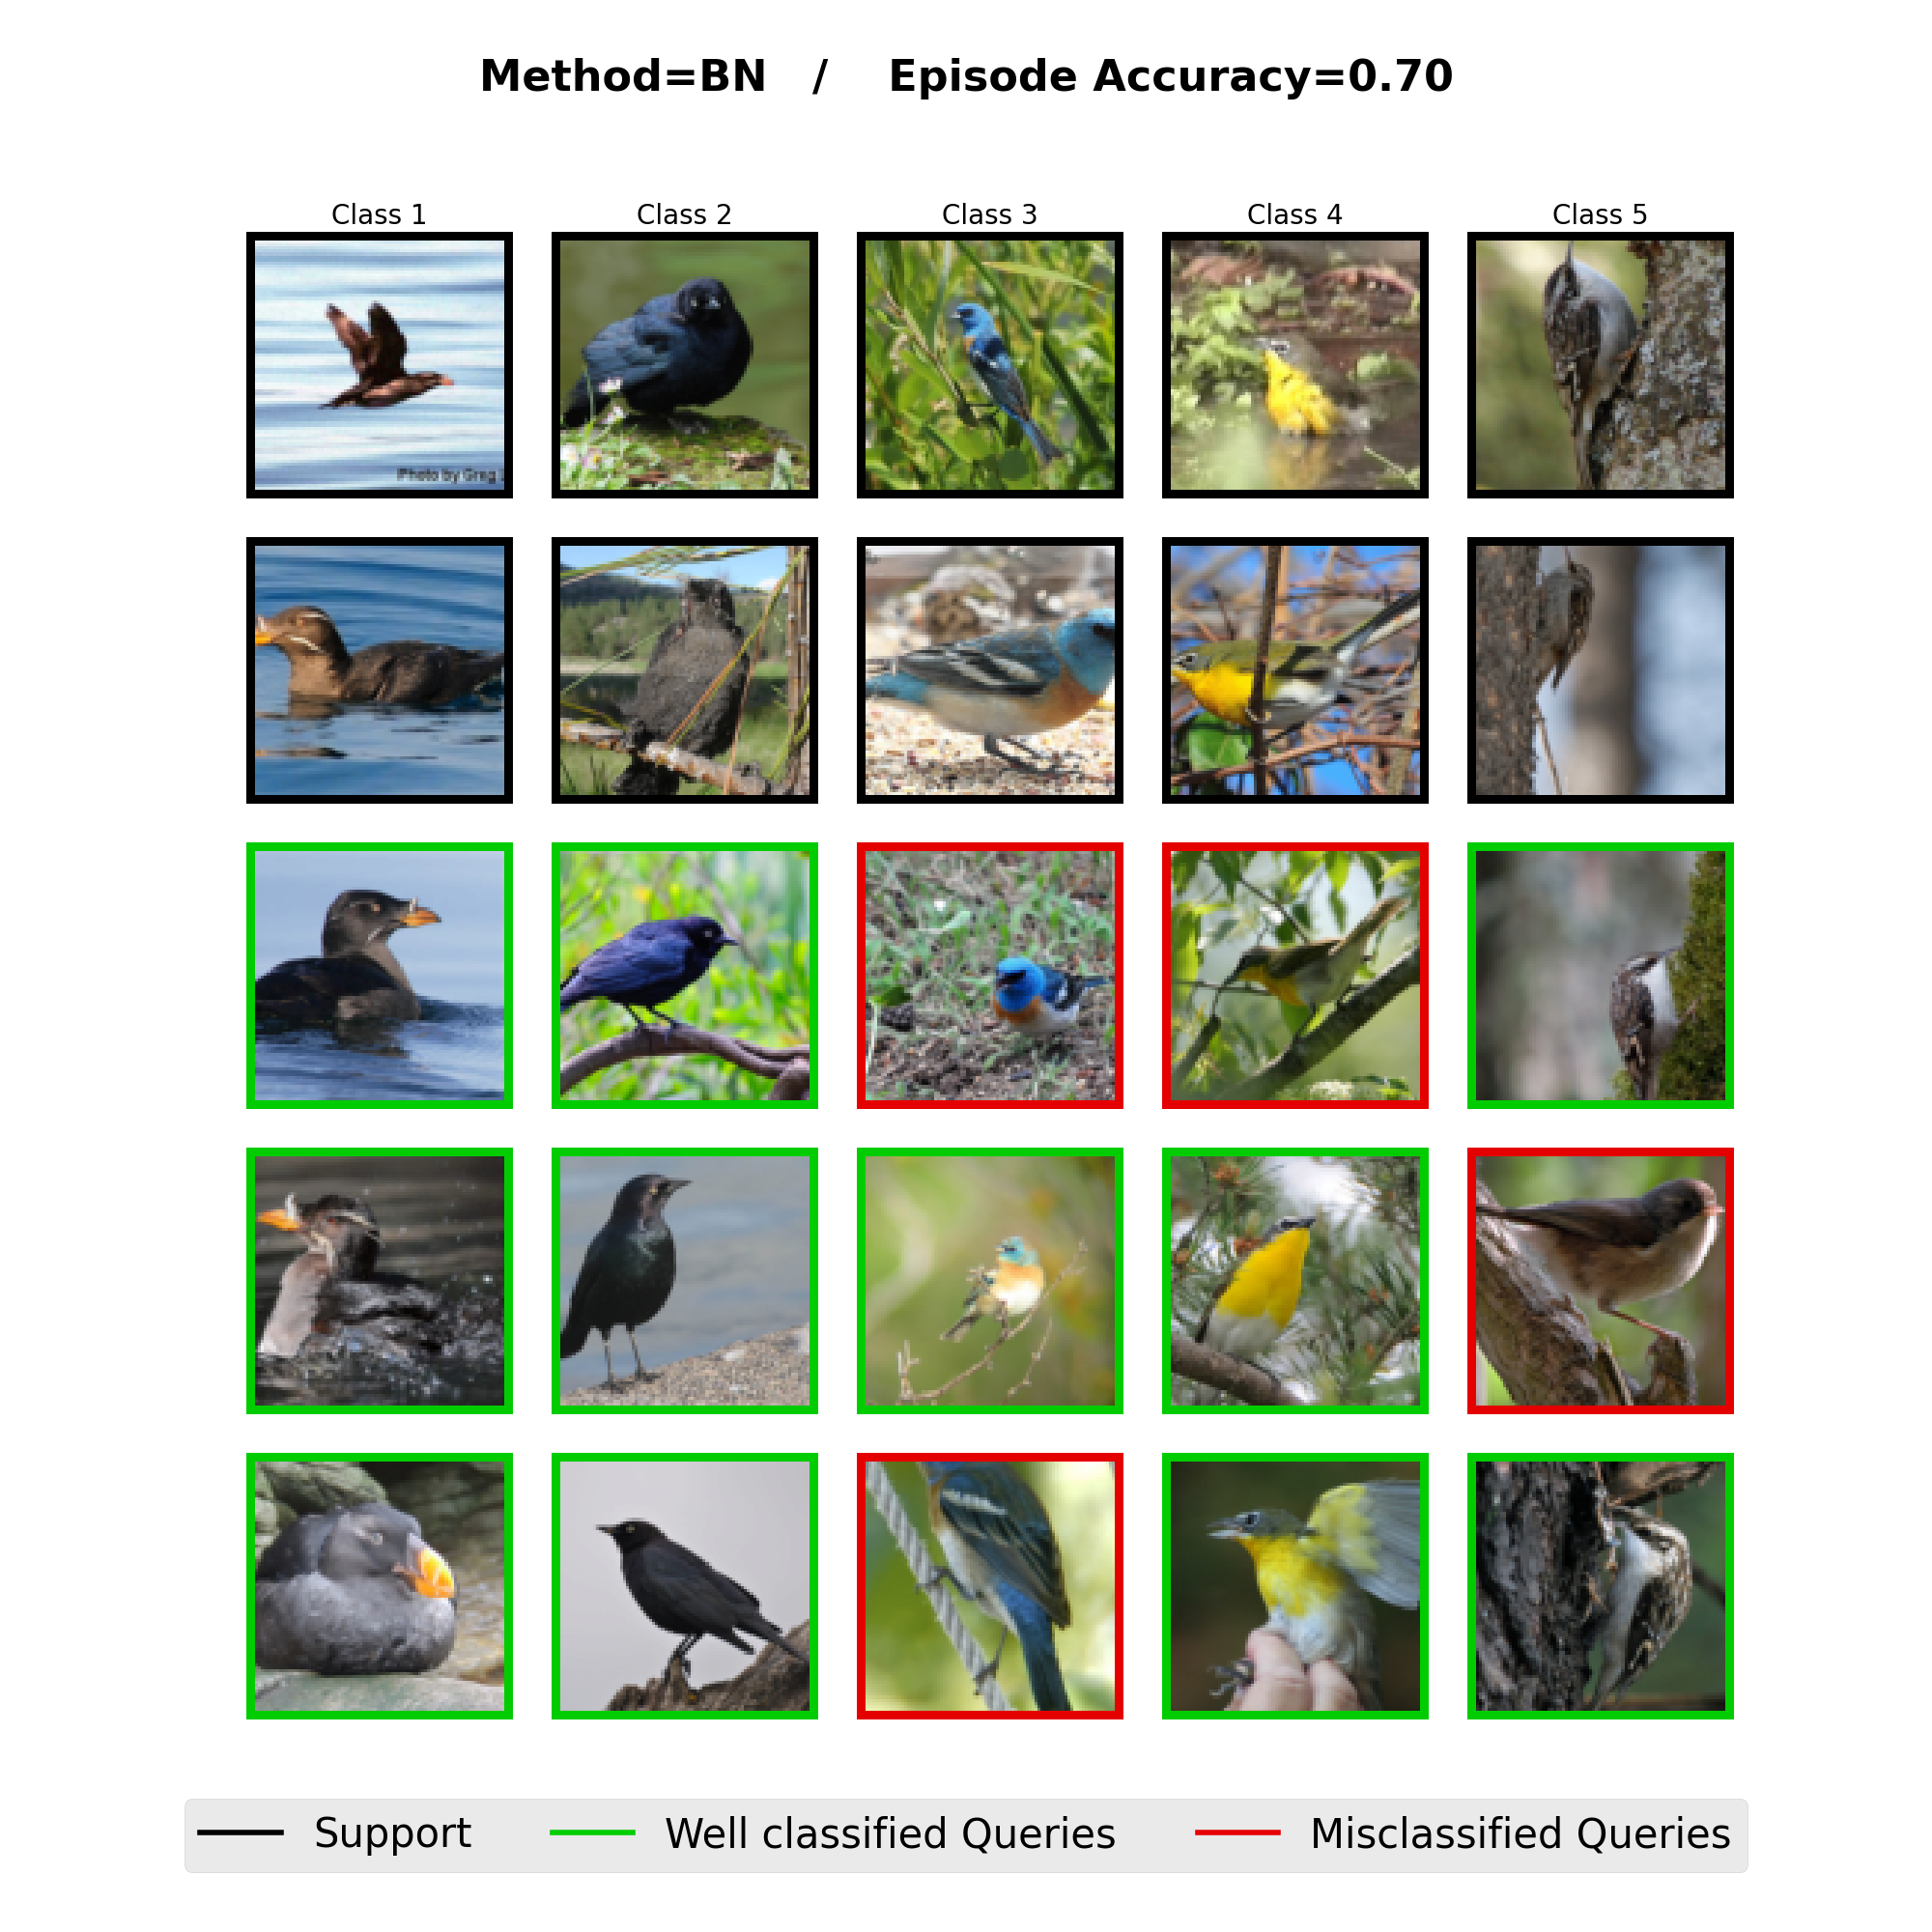 Method=BN / Episode Accuracy=0.70
Class 1 Class 2 Class 3 Class 4 Class 5
Photo by Greg
Support Well classified Queries Misclassified Queries